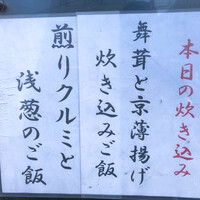 本日の炊き込み
舞茸と京薄揚げ
炊き込みご飯
煎りクルミと
浅葱のご飯